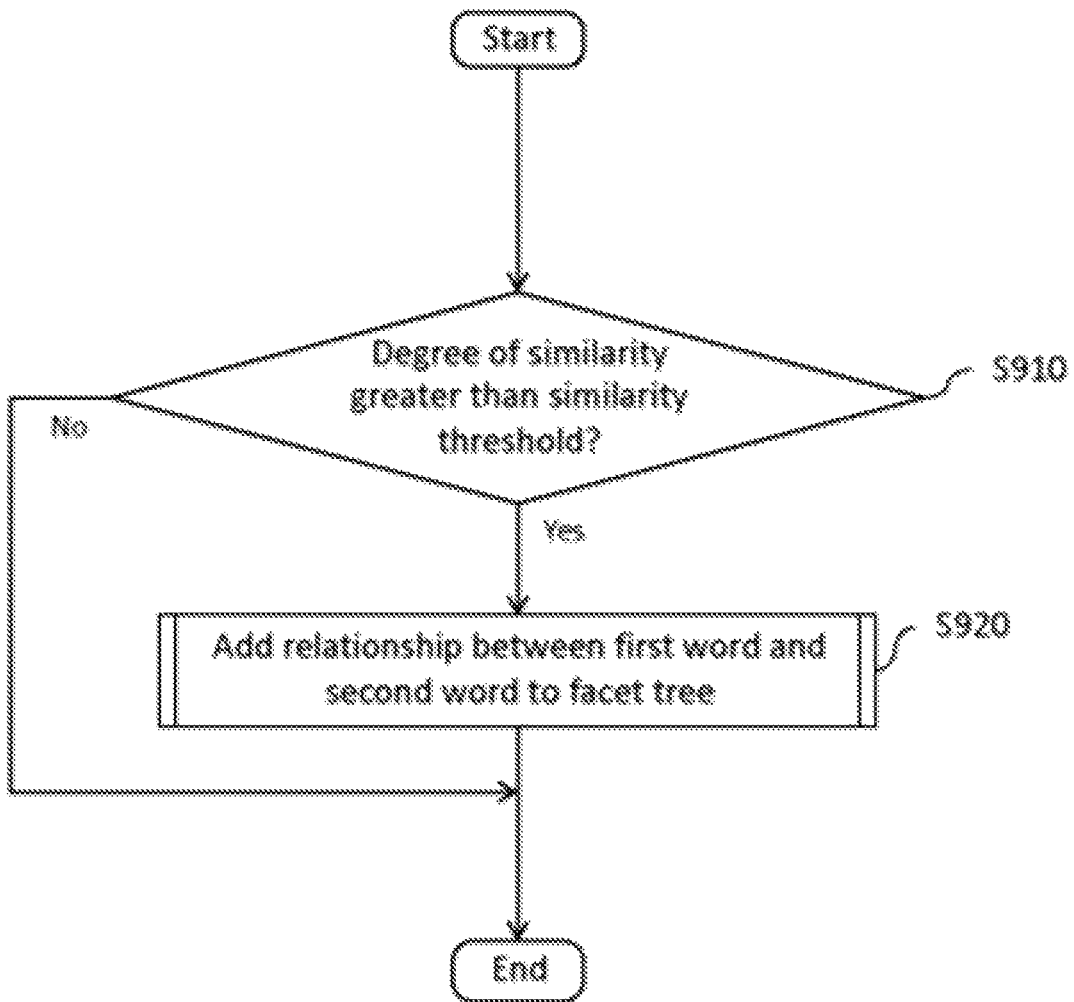 Start
Degree of similarity
greater than similarity
threshold?
S910
No
Yes
Add relationship between first word and
second word to facet tree
S920
End